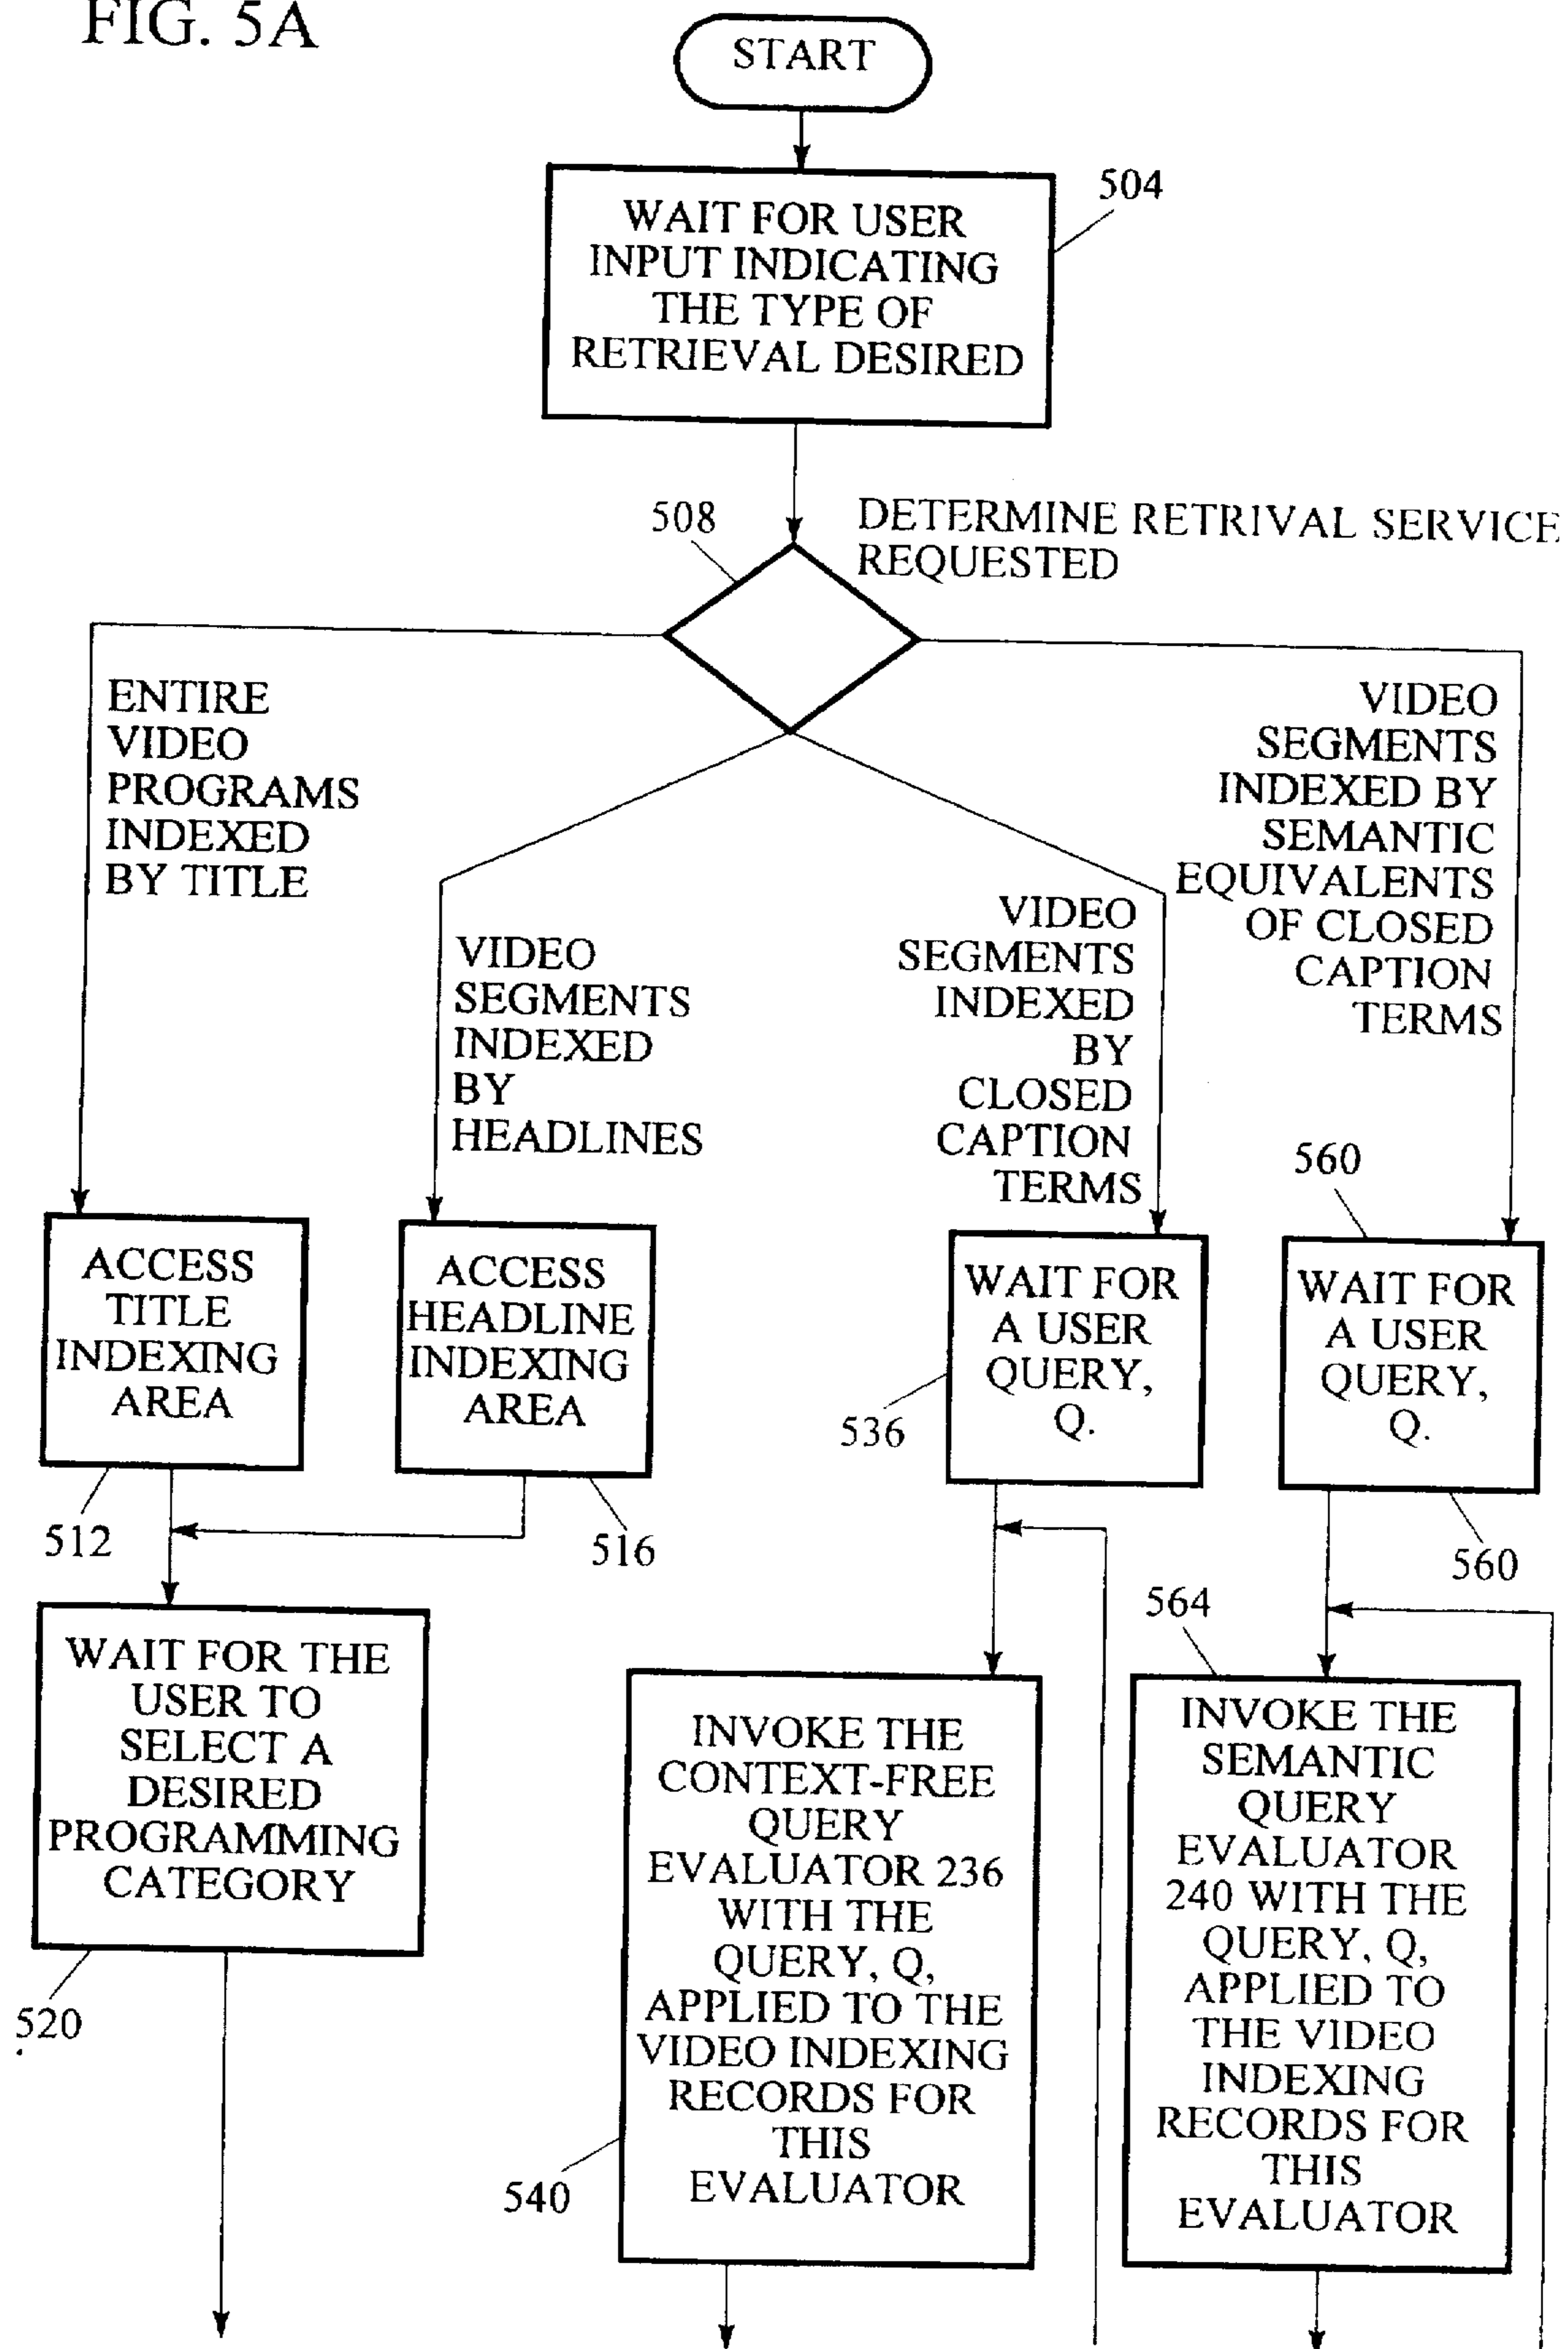 FIG. 5A
START
WAIT FOR USER
INPUT INDICATING
THE TYPE OF
RETRIEVAL DESIRED
504
508
DETERMINE RETRIVAL SERVICE
REQUESTED
ENTIRE
VIDEO
PROGRAMS
INDEXED
BY TITLE
VIDEO
SEGMENTS
INDEXED
BY
HEADLINES
VIDEO
SEGMENTS
INDEXED
BY
CLOSED
CAPTION
TERMS
VIDEO
SEGMENTS
INDEXED BY
SEMANTIC
EQUIVALENTS
OF CLOSED
CAPTION
TERMS
560
ACCESS
TITLE
INDEXING
AREA
512
ACCESS
HEADLINE
INDEXING
AREA
516
WAIT FOR
A USER
QUERY,
Q.
536
WAIT FOR
A USER
QUERY,
Q.
560
WAIT FOR THE
USER TO
SELECT A
DESIRED
PROGRAMMING
CATEGORY
520
INVOKE THE
CONTEXT-FREE
QUERY
EVALUATOR 236
WITH THE
QUERY, Q,
APPLIED TO THE
VIDEO INDEXING
RECORDS FOR
THIS
EVALUATOR
540
564
INVOKE THE
SEMANTIC
QUERY
EVALUATOR
240 WITH THE
QUERY, Q,
APPLIED TO
THE VIDEO
INDEXING
RECORDS FOR
THIS
EVALUATOR